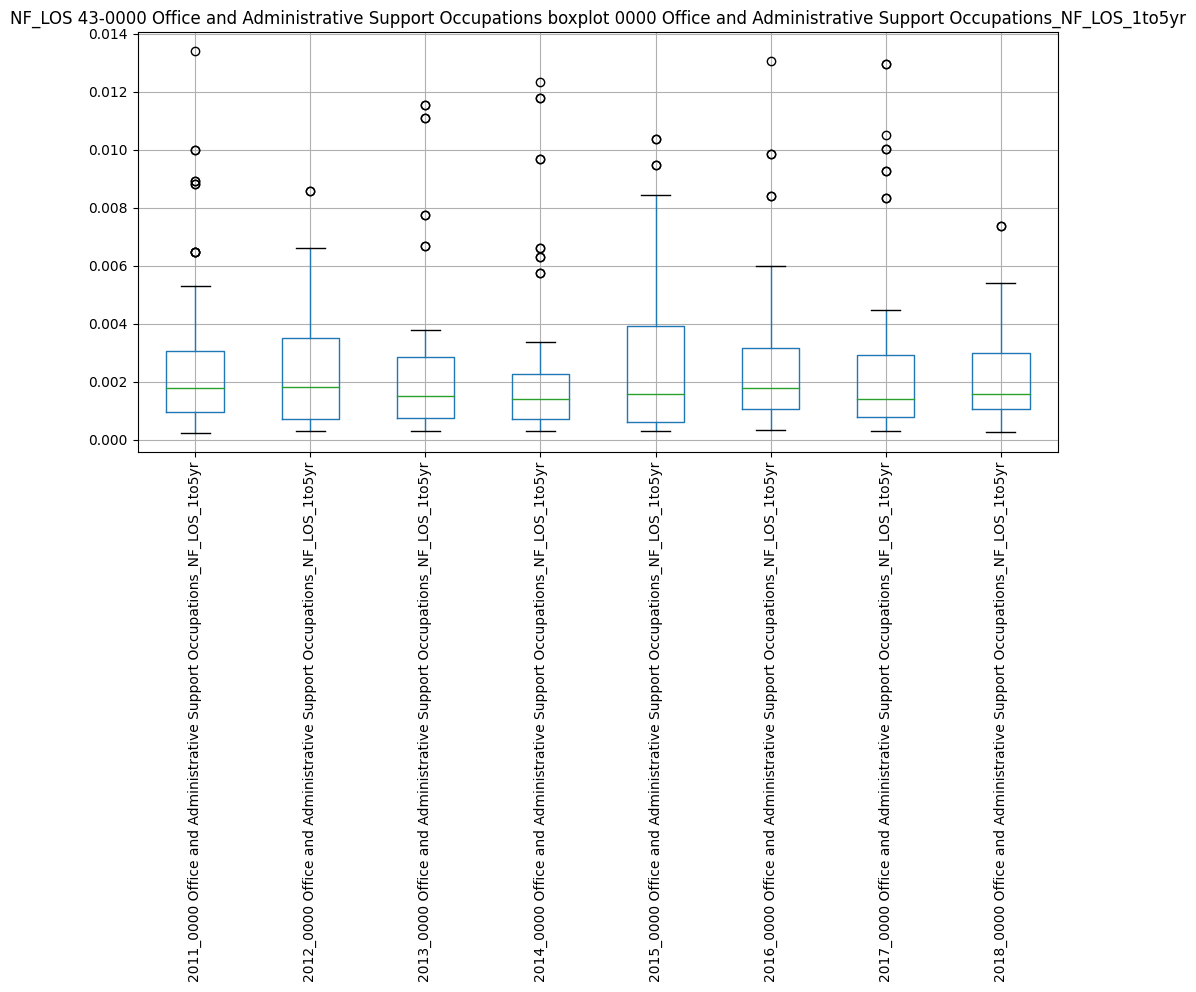 NF_LOS 43-0000 Office and Administrative Support Occupations boxplot 0000 Office and Administrative Support Occupations_NF_LOS_1to5yr
0.014
0.012
0.010
0.008
0.006
0.004
0.002
0.000
2011_0000 Office and Administrative Support Occupations_NF_LOS_1to5yr
2012_0000 Office and Administrative Support Occupations_NF_LOS_1to5yr
2013_0000 Office and Administrative Support Occupations_NF_LOS_1to5yr
2014_0000 Office and Administrative Support Occupations_NF_LOS_1to5yr
2015_0000 Office and Administrative Support Occupations_NF_LOS_1to5yr
2016_0000 Office and Administrative Support Occupations_NF_LOS_1to5yr
2017_0000 Office and Administrative Support Occupations_NF_LOS_1to5yr
2018_0000 Office and Administrative Support Occupations_NF_LOS_1to5yr